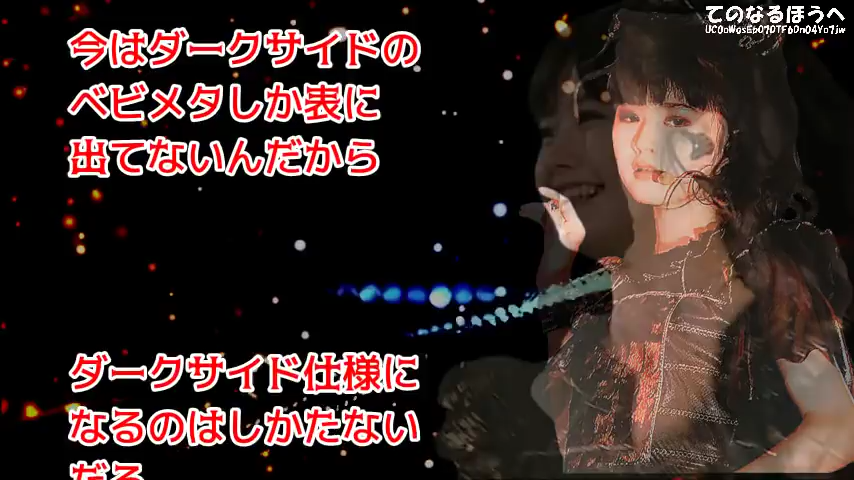 てのなるほうへ
今はダークサイドの
ベビメタしか表に
出てないんだから
ダークサイド仕様に
なるのはしかたない
だろ